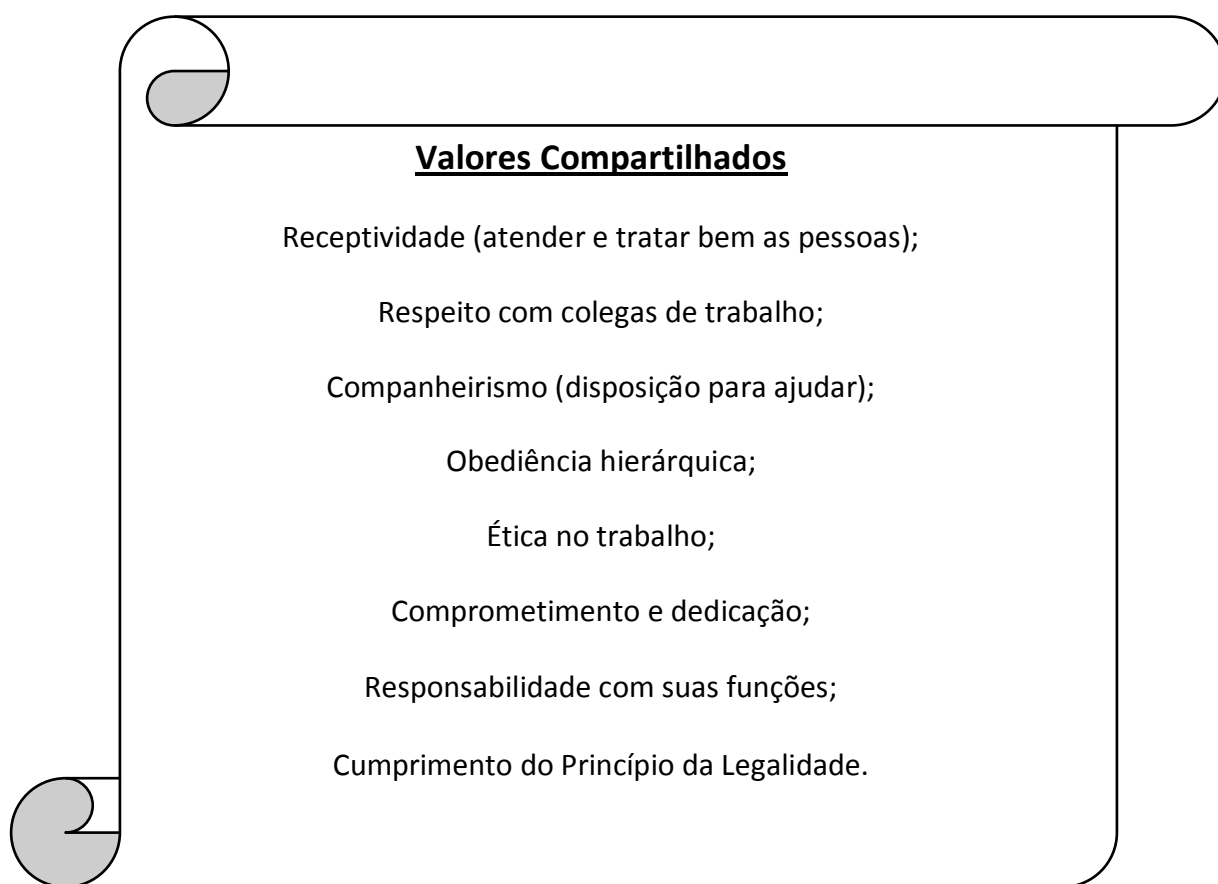 Valores Compartilhados
Receptividade (atender e tratar bem as pessoas);
Respeito com colegas de trabalho;
Companheirismo (disposição para ajudar);
Obediência hierárquica;
Ética no trabalho;
Comprometimento e dedicação;
Responsabilidade com suas funções;
Cumprimento do Princípio da Legalidade.